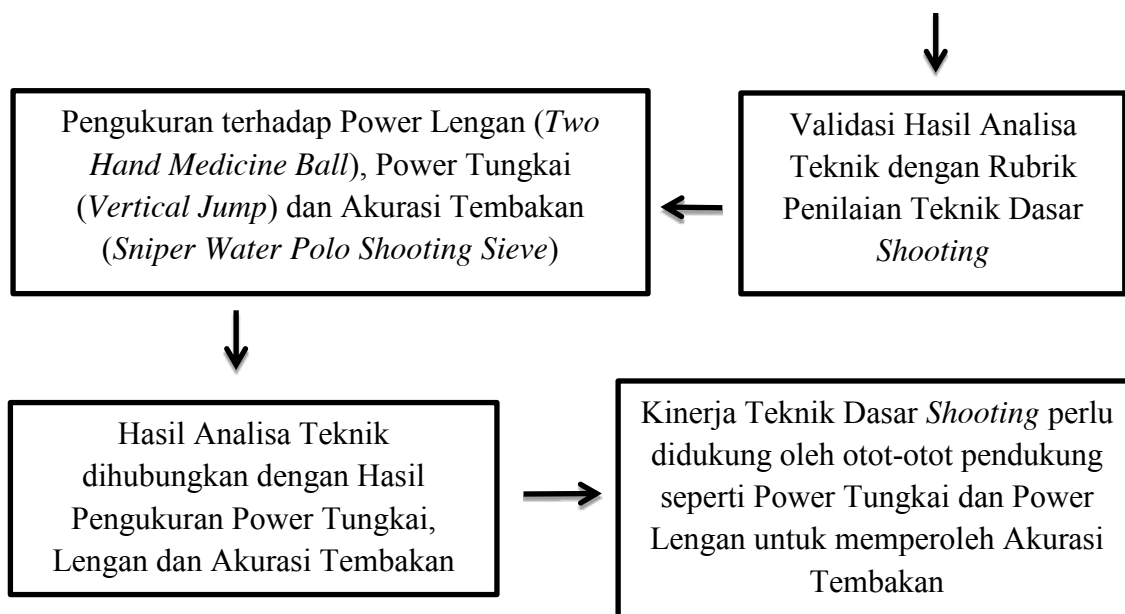 Validasi Hasil Analisa
Teknik dengan Rubrik
Penilaian Teknik Dasar
Shooting
Pengukuran terhadap Power Lengan (Two
Hand Medicine Ball), Power Tungkai
(Vertical Jump) dan Akurasi Tembakan
(Sniper Water Polo Shooting Sieve)
Hasil Analisa Teknik
dihubungkan dengan Hasil
Pengukuran Power Tungkai,
Lengan dan Akurasi Tembakan
Kinerja Teknik Dasar Shooting perlu
didukung oleh otot-otot pendukung
seperti Power Tungkai dan Power
Lengan untuk memperoleh Akurasi
Tembakan